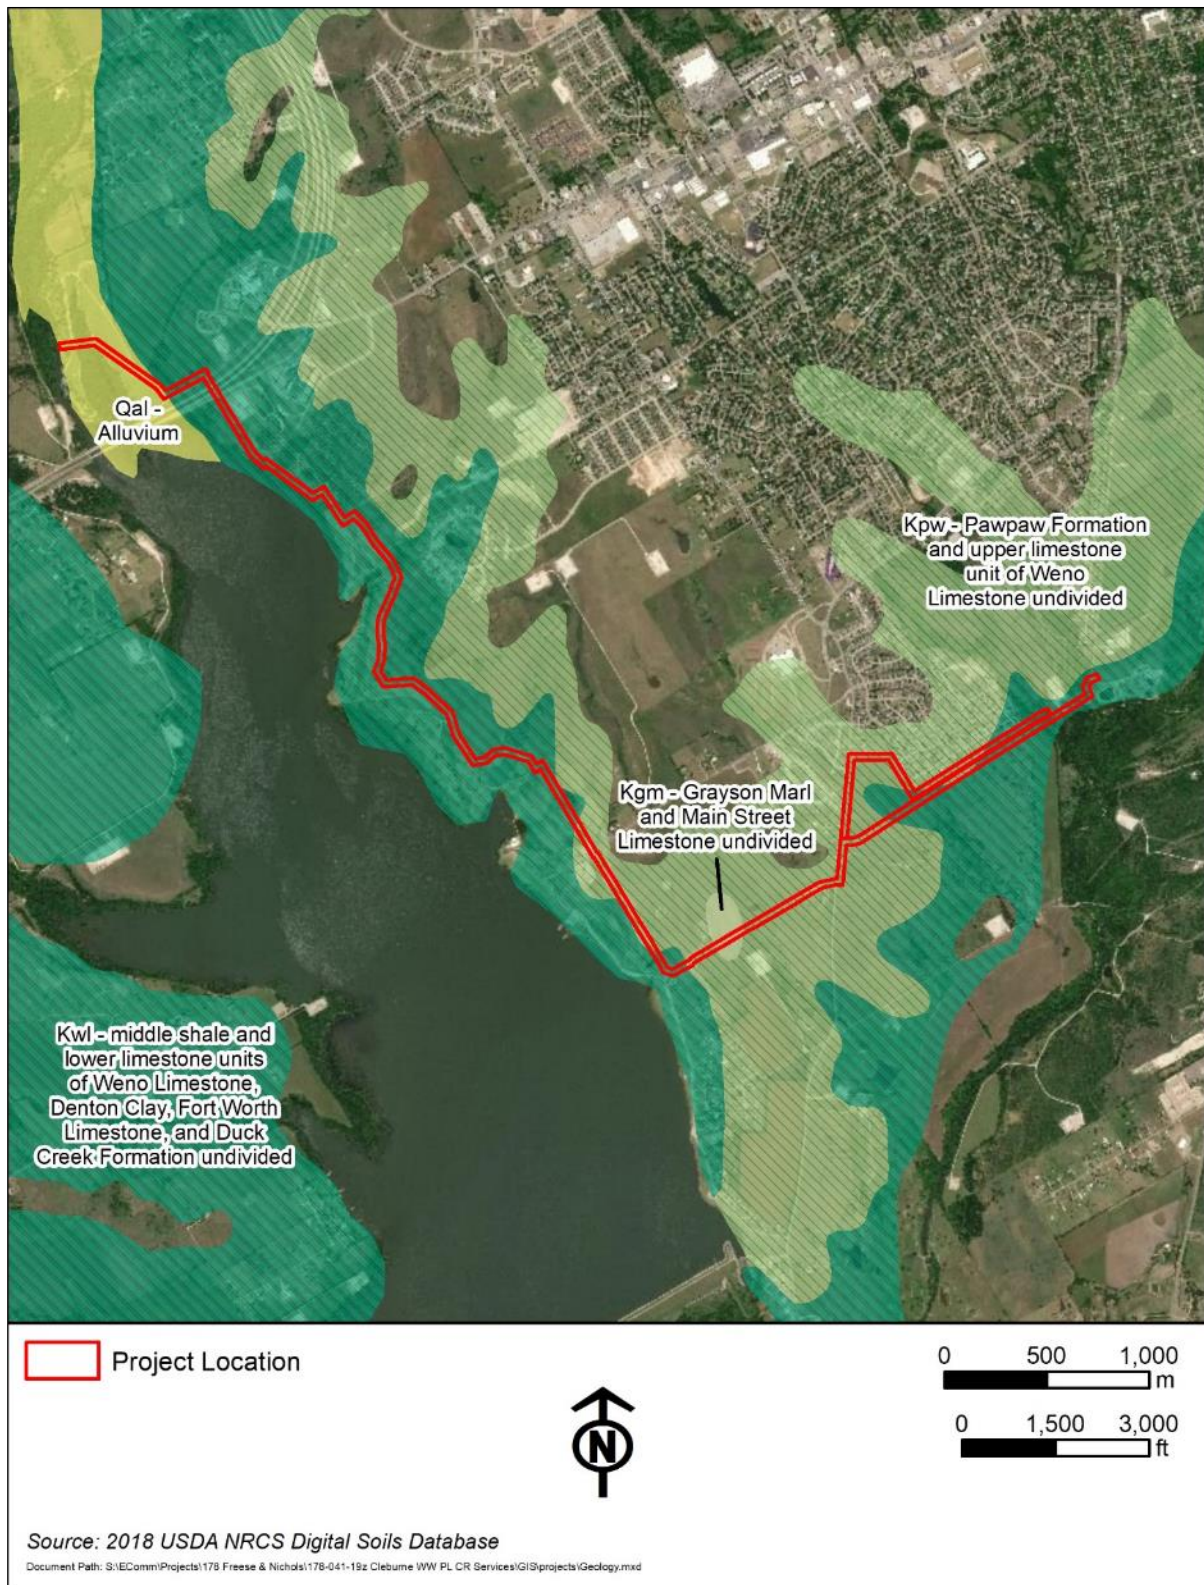 Qal -
Alluvium
Kpw - Pawpaw Formation
and upper limestone
unit of Weno
Limestone undivided
Kgm - Grayson Marl
and Main Street
Limestone undivided
Kwl - middle shale and
lower limestone units
of Weno Limestone,
Denton Clay, Fort Worth
Limestone, and Duck
Creek Formation undivided
Project Location
N
0 500 1,000
m
0 1,500 3,000
ft
Source: 2018 USDA NRCS Digital Soils Database
Document Path: S:\EComm\Projects\178 Freese & Nichols\178-041-19z Cleburne WW PL CR Services\GIS\projects\Geology.mxd